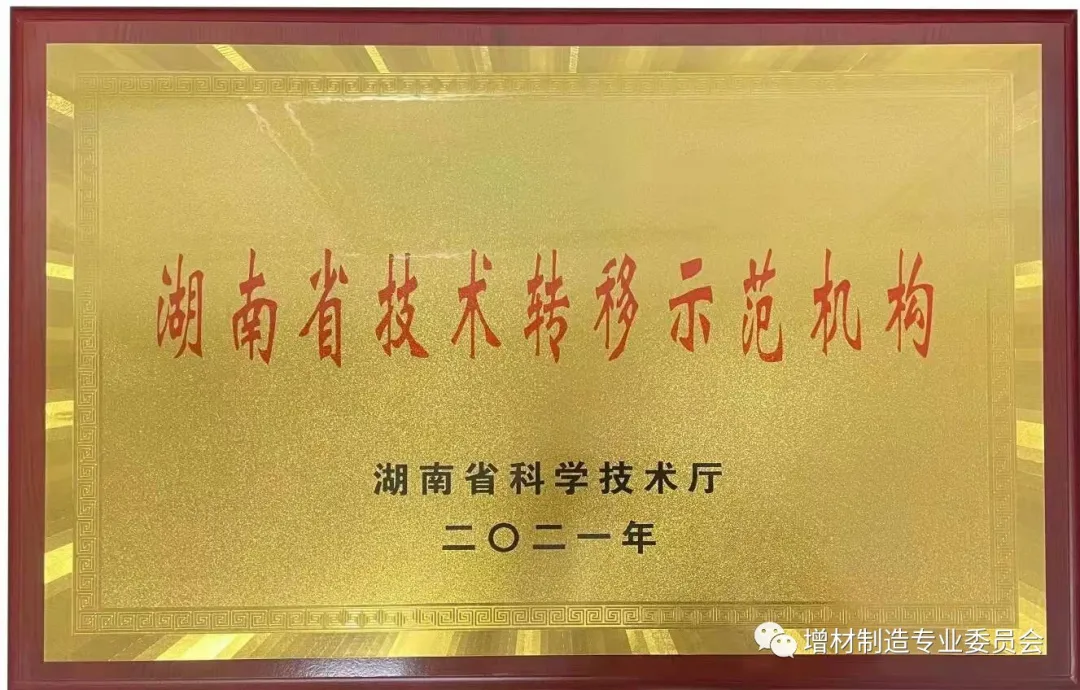 湖南省技术转移示范机构
湖南省科学技术厅
二〇二一年
增材制造专业委员会